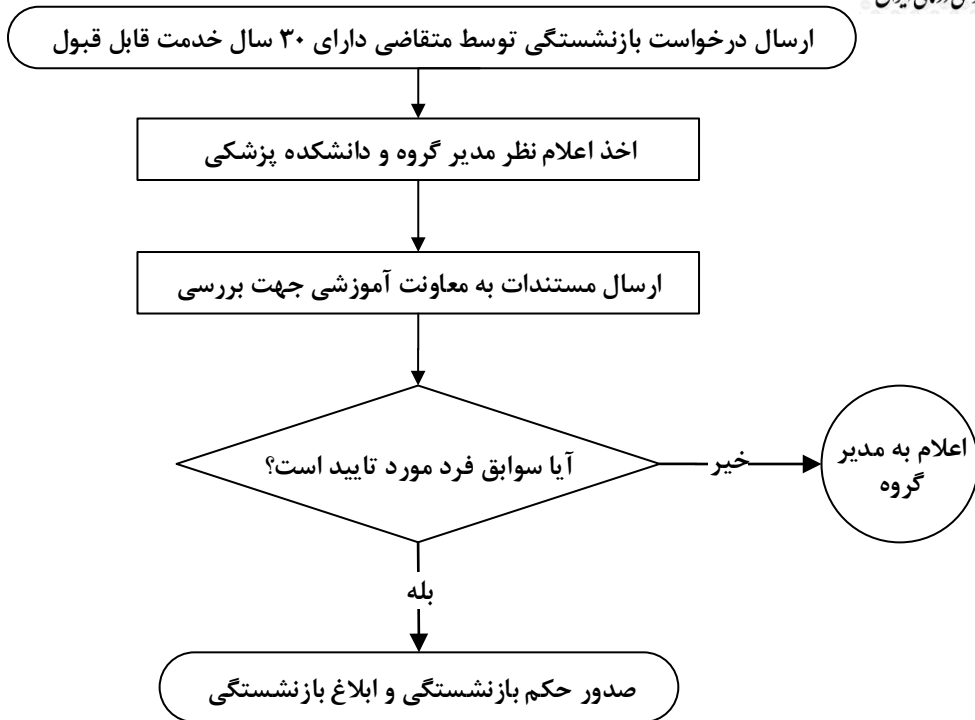 ارسال درخواست بازنشستگی توسط متقاضی دارای ۳۰ سال خدمت قابل قبول
اخذ اعلام نظر مدیر گروه و دانشکده پزشکی
ارسال مستندات به معاونت آموزشی جهت بررسی
آیا سوابق فرد مورد تایید است؟
خیر
اعلام به مدیر
گروه
بله
صدور حکم بازنشستگی و ابلاغ بازنشستگی